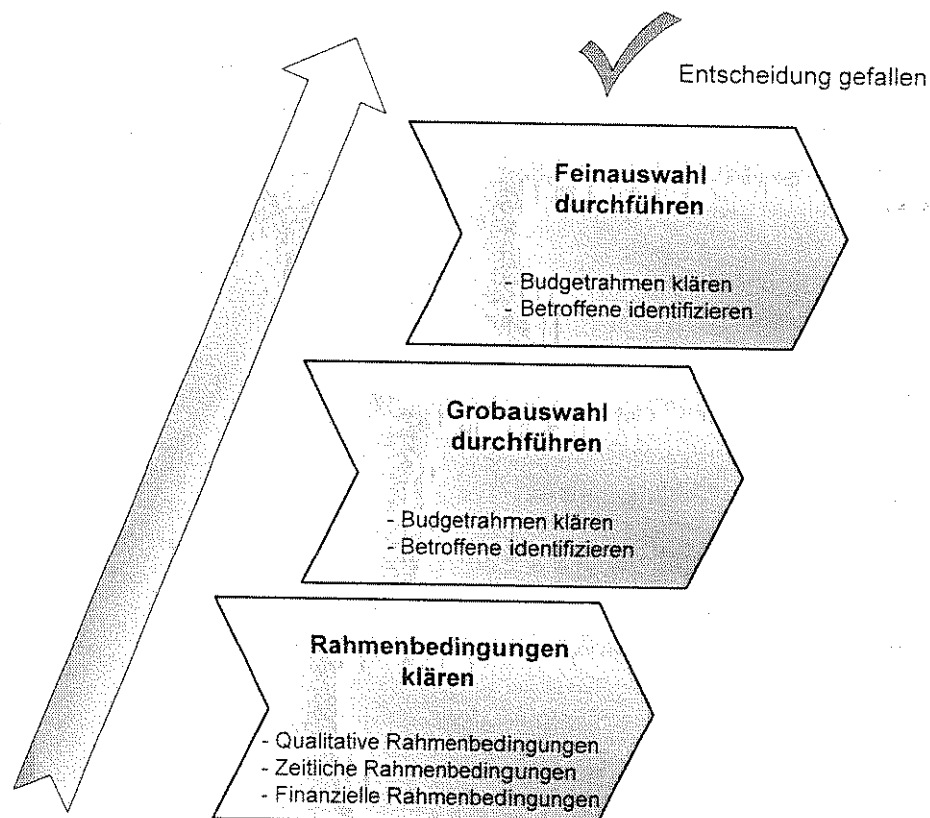 Entscheidung gefallen
Feinauswahl
durchführen
- Budgetrahmen klären
- Betroffene identifizieren
Grobauswahl
durchführen
- Budgetrahmen klären
- Betroffene identifizieren
Rahmenbedingungen
klären
- Qualitative Rahmenbedingungen
- Zeitliche Rahmenbedingungen
- Finanzielle Rahmenbedingungen